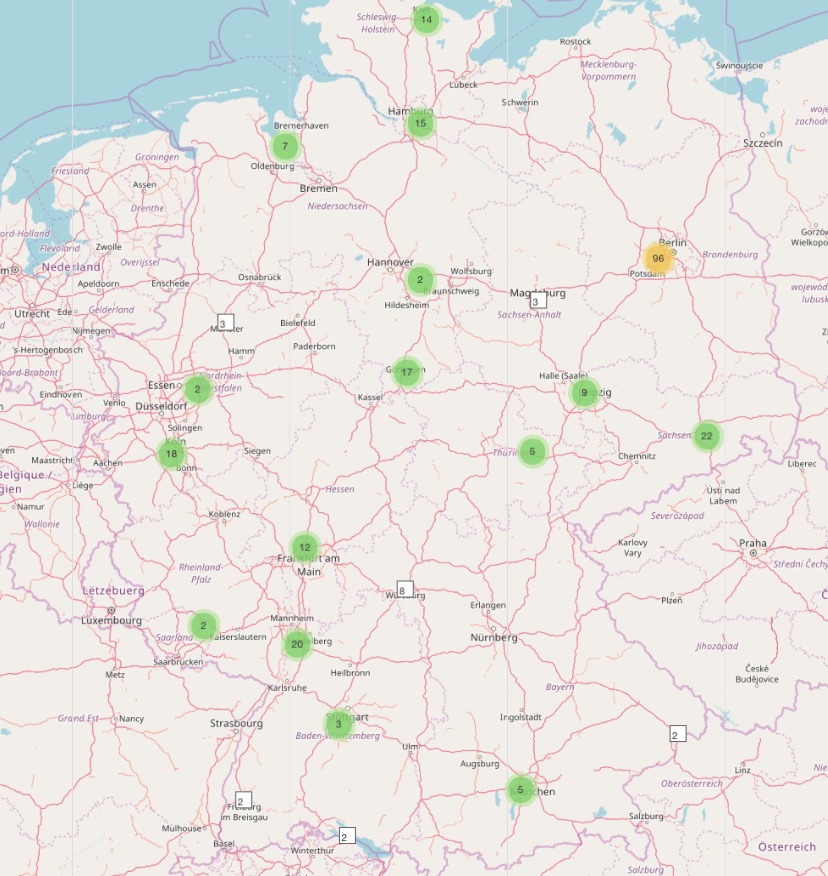 Kiel
14
Schleswig-
Holstein
Rostock
Mecklenburg-
Vorpommern
Świnoujście
Lübeck
Schwerin
Hamburg
15
Bremerhaven
7
Oldenburg
Bremen
Szczecin
Groningen
Friesland
Assen
Drenthe
Niedersachsen
ord-Holland
Flevoland
Zwolle
Overijssel
Nederland
Apeldoorn
Enschede
Osnabrück
Hannover
2
Wolfsburg
Braunschweig
Hildesheim
Berlin
96
Potsdam
Brandenburg
Gorzów
Wielkopo
Magdeburg
3
Sachsen-Anhalt
Utrecht
Ede
Gelderland
Nijmegen
's-Hertogenbosch
oord-Brabant
Eindhoven
Venlo
Limburg
3
Münster
Bielefeld
Hamm
Paderborn
Essen
2
Nordrhein-
Westfalen
Düsseldorf
Solingen
Köln
18
Bonn
Göttingen
17
Kassel
Halle (Saale)
9
Leipzig
Sachsen
22
Thüringen
5
Chemnitz
Liberec
Maastricht
Aachen
Siegen
Belgique /
gien
Liège
Namur
Wallonie
Hessen
Koblenz
Ústí nad
Labem
Severozápad
Karlovy
Vary
Praha
Střední Čechy
12
Frankfurt am
Main
Rheinland-
Pfalz
Lëtzebuerg
Luxembourg
8
Würzburg
Erlangen
Nürnberg
Plzeň
Jihozápad
České
Budějovice
2
Saarland
Kaiserslautern
Saarbrücken
Mannheim
20
Heidelberg
Metz
Karlsruhe
Heilbronn
Bayern
Grand Est
Nancy
Strasbourg
3
Stuttgart
Baden-Württemberg
Ingolstadt
2
Ulm
Augsburg
5
München
Linz
Oberösterreich
2
Freiburg
im Breisgau
Mulhouse
Basel
2
Winterthur
Salzburg
Österreich
Salzburg